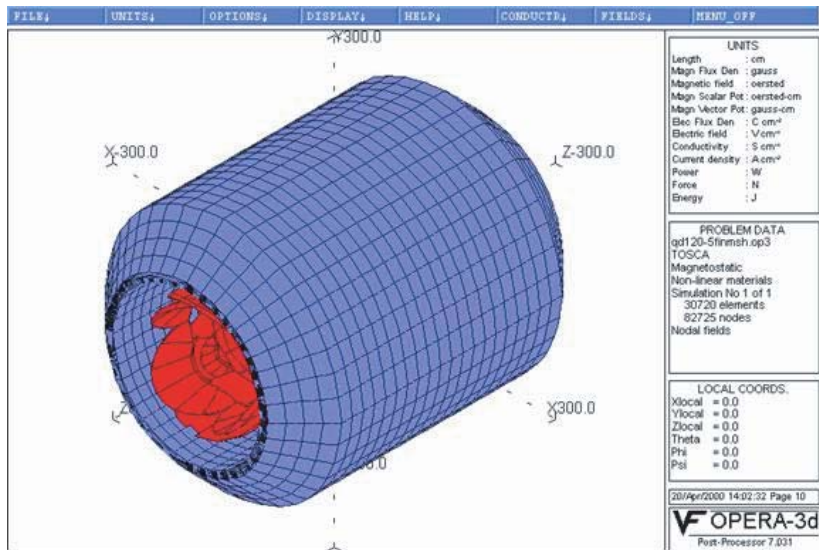 FILE↓ UNITS↓ OPTIONS↓ DISPLAY↓ HELP↓ CONDUCTR↓ FIELDS↓ MENU_OFF
Y300.0
X-300.0
Z-300.0
X300.0
UNITS
Length : cm
Magn Flux Den : gauss
Magnetic field : oersted
Magn Scalar Pot : oersted-cm
Magn Vector Pot : gauss-cm
Elec Flux Den : C cm⁻²
Electric field : V cm⁻¹
Conductivity : S cm⁻¹
Current density : A cm⁻²
Power : W
Force : N
Energy : J
PROBLEM DATA
qd120-5finmsh.op3
TOSCA
Magnetostatic
Non-linear materials
Simulation No 1 of 1
30720 elements
82725 nodes
Nodal fields
LOCAL COORDS.
Xlocal = 0.0
Ylocal = 0.0
Zlocal = 0.0
Theta = 0.0
Phi = 0.0
Psi = 0.0
20/Apr/2000 14:02:32 Page 10
VF OPERA-3d
Post-Processor 7.031